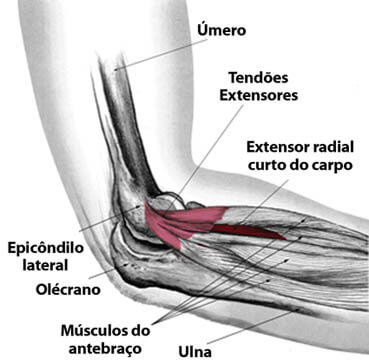 Úmero
Tendões
Extensores
Extensor radial
curto do carpo
Epicôndilo
lateral
Olécrano
Músculos do
antebraço
Ulna